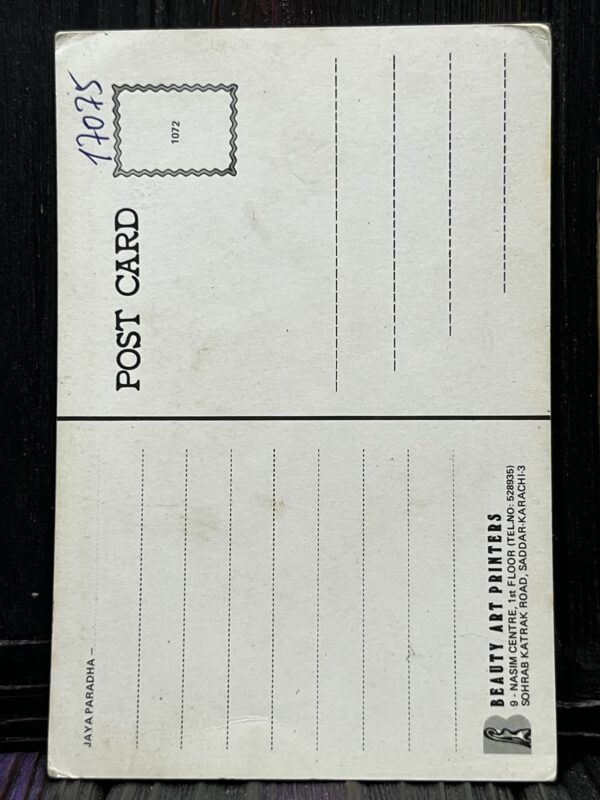 JAYA PARADHA –
BEAUTY ART PRINTERS
9 - NASIM CENTRE, 1st FLOOR (TEL.NO: 528935)
SOHRAB KATRAK ROAD, SADDAR-KARACHI-3
17075
1072
POST CARD